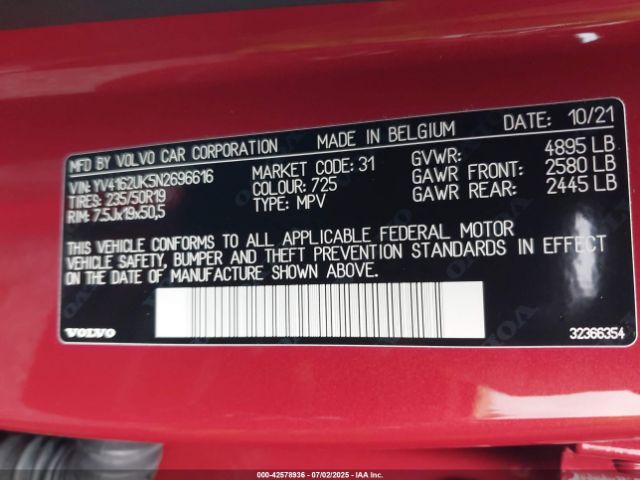 MFD BY VOLVO CAR CORPORATION MADE IN BELGIUM DATE: 10/21
VIN: YV4162UK5N2696616 MARKET CODE: 31 GVWR: 4895 LB
TIRES: 235/50R19 COLOUR: 725 GAWR FRONT: 2580 LB
RIM: 7.5Jx19x50,5 TYPE: MPV GAWR REAR: 2445 LB
THIS VEHICLE CONFORMS TO ALL APPLICABLE FEDERAL MOTOR
VEHICLE SAFETY, BUMPER AND THEFT PREVENTION STANDARDS IN EFFECT
ON THE DATE OF MANUFACTURE SHOWN ABOVE.
VOLVO 32366354
000-42578936 - 07/02/2025 - IAA Inc.